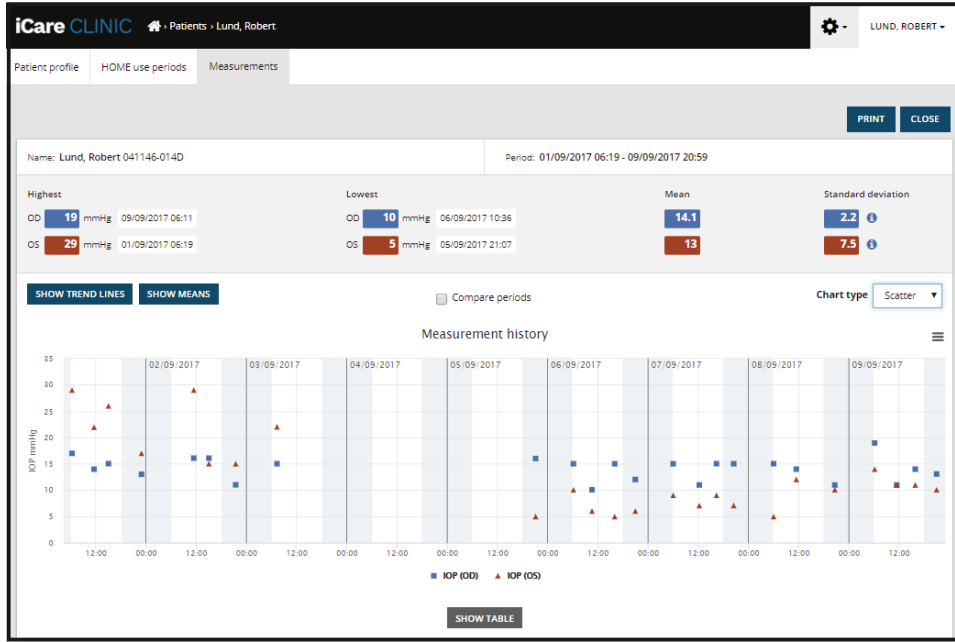 iCare CLINIC › Patients › Lund, Robert LUND, ROBERT
Patient profile HOME use periods Measurements
PRINT CLOSE
Name: Lund, Robert 041146-014D Period: 01/09/2017 06:19 - 09/09/2017 20:59
Highest Lowest Mean Standard deviation
OD 19 mmHg 09/09/2017 06:11 OD 10 mmHg 06/09/2017 10:36 14.1 2.2 i
OS 29 mmHg 01/09/2017 06:19 OS 5 mmHg 05/09/2017 21:07 13 7.5 i
SHOW TREND LINES SHOW MEANS Compare periods Chart type Scatter
Measurement history
02/09/2017 03/09/2017 04/09/2017 05/09/2017 06/09/2017 07/09/2017 08/09/2017 09/09/2017
35
30
25
20
15
10
5
0
IOP mmHg
12:00 00:00 12:00 00:00 12:00 00:00 12:00 00:00 12:00 00:00 12:00 00:00 12:00 00:00 12:00 00:00 12:00
IOP (OD) IOP (OS)
SHOW TABLE